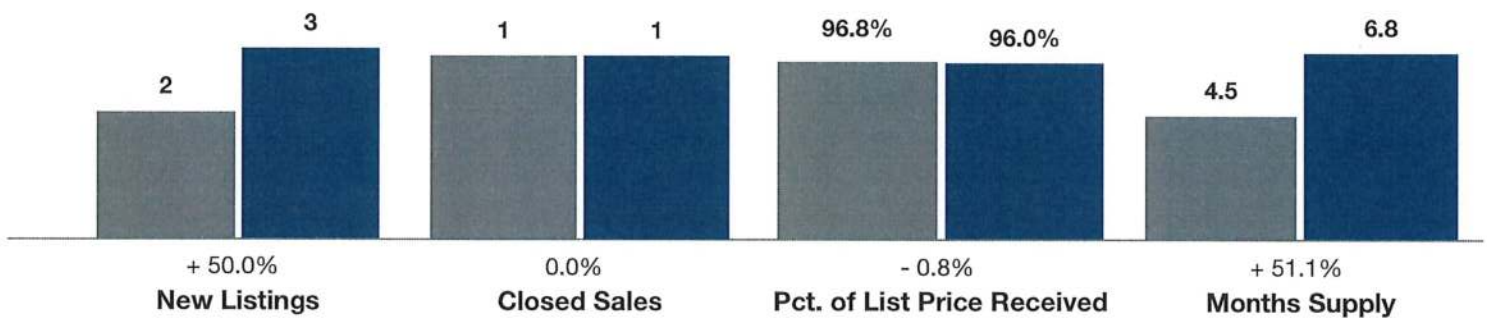 2 3 1 1 96.8% 96.0% 4.5 6.8
+ 50.0% 0.0% - 0.8% + 51.1%
New Listings Closed Sales Pct. of List Price Received Months Supply